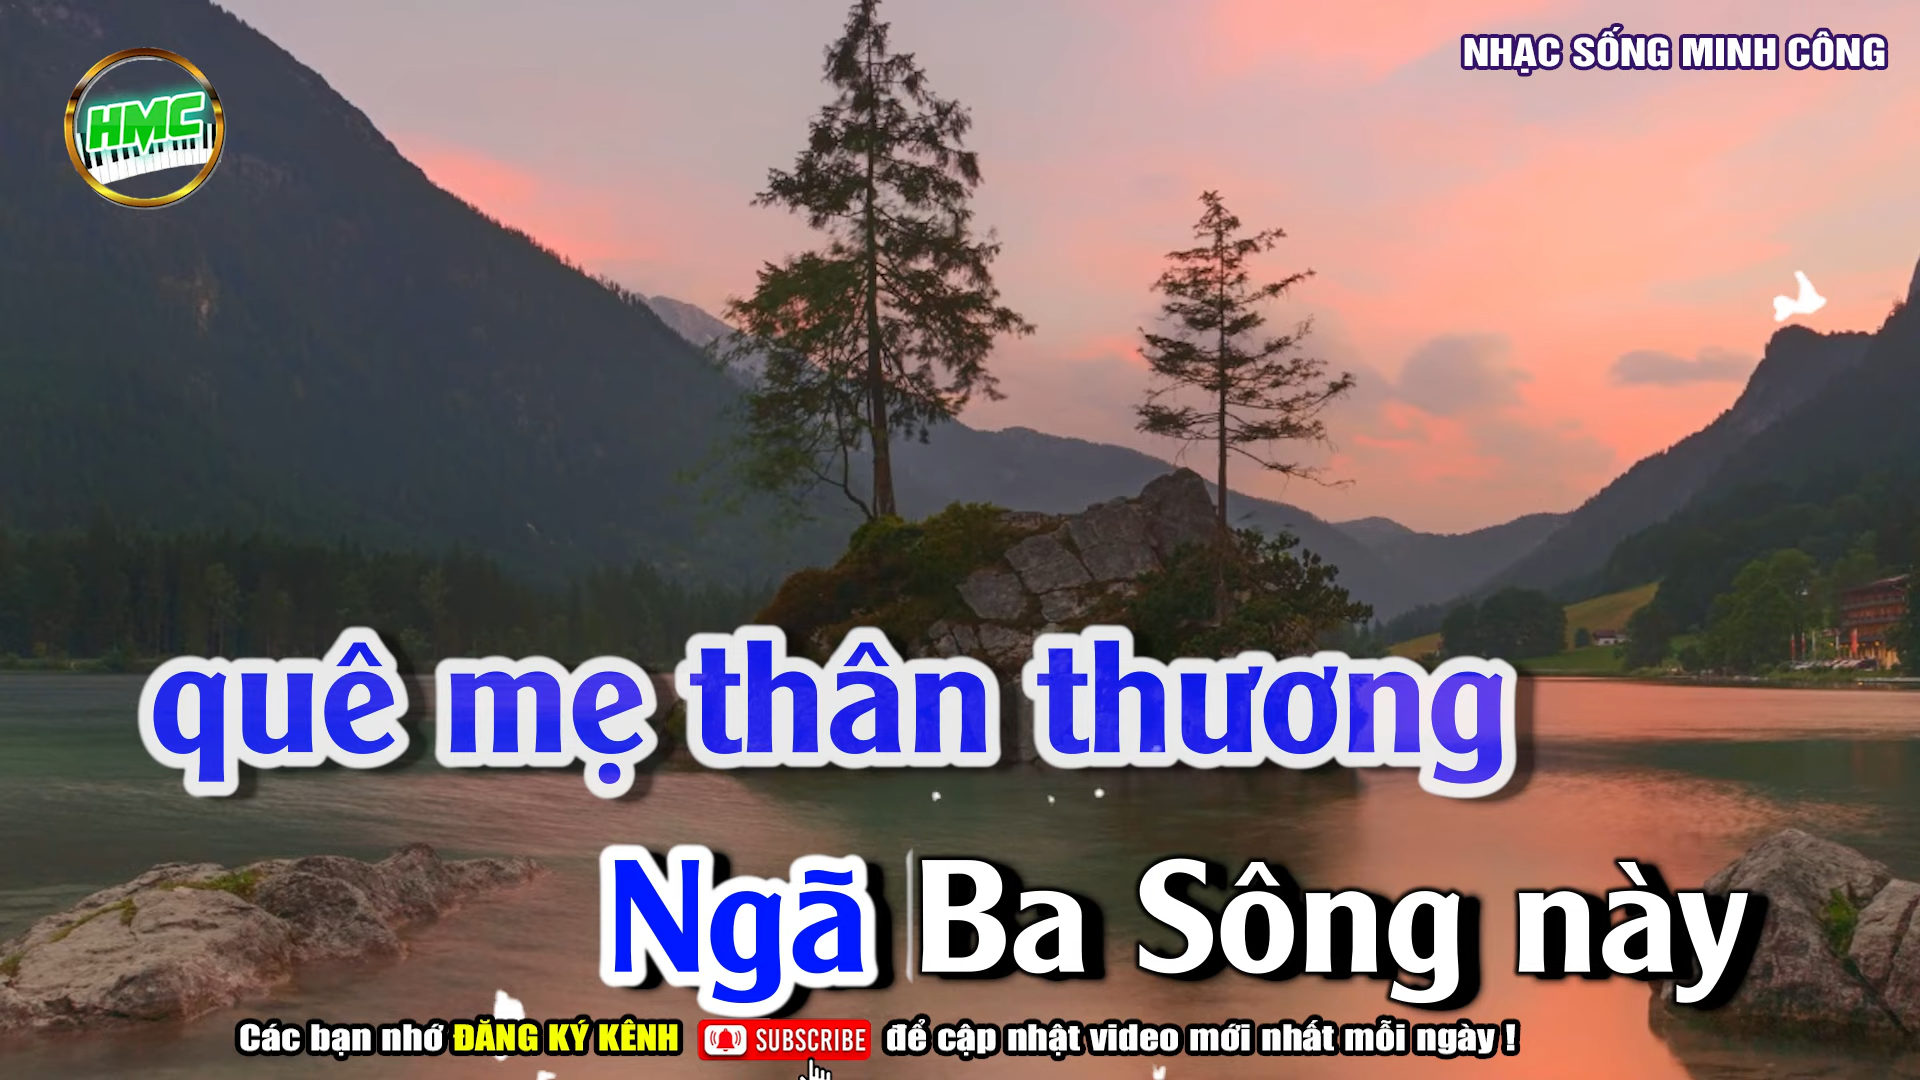 NHẠC SỐNG MINH CÔNG
HMC
quê mẹ thân thương
Ngã Ba Sông này
Các bạn nhớ ĐĂNG KÝ KÊNH SUBSCRIBE để cập nhật video mới nhất mỗi ngày !